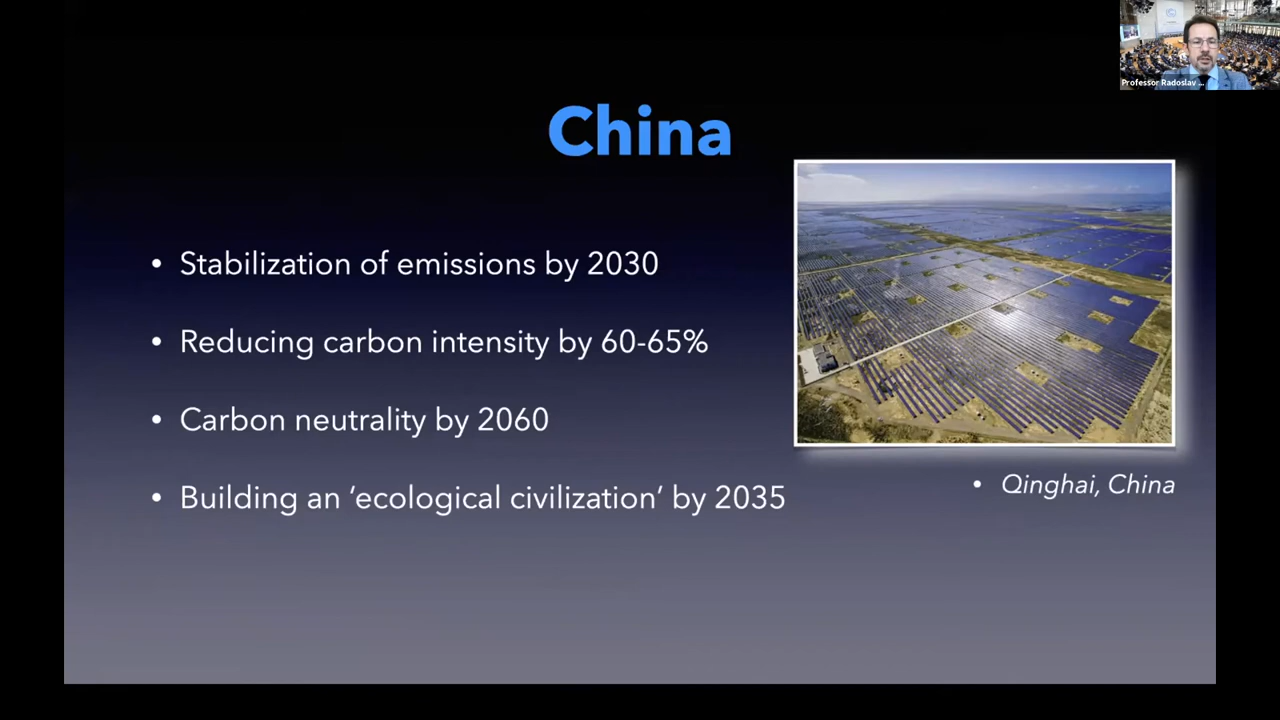 Professor Radoslav ...
China
• Stabilization of emissions by 2030
• Reducing carbon intensity by 60-65%
• Carbon neutrality by 2060
• Building an ‘ecological civilization’ by 2035
• Qinghai, China